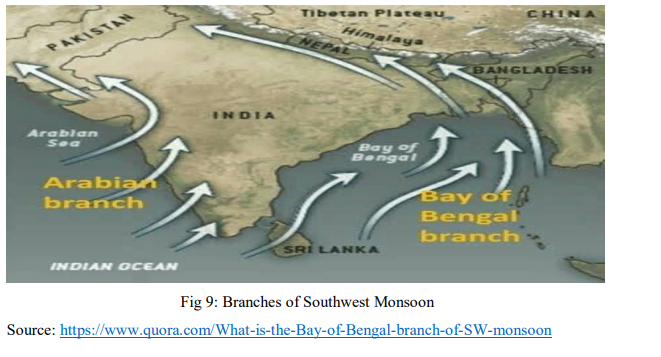 Tibetan Plateau
CHINA
PAKISTAN
Himalaya
NEPAL
BANGLADESH
INDIA
Arabian
Sea
Bay of
Bengal
Arabian
branch
Bay of
Bengal
branch
SRI LANKA
INDIAN OCEAN
Fig 9: Branches of Southwest Monsoon
Source: https://www.quora.com/What-is-the-Bay-of-Bengal-branch-of-SW-monsoon